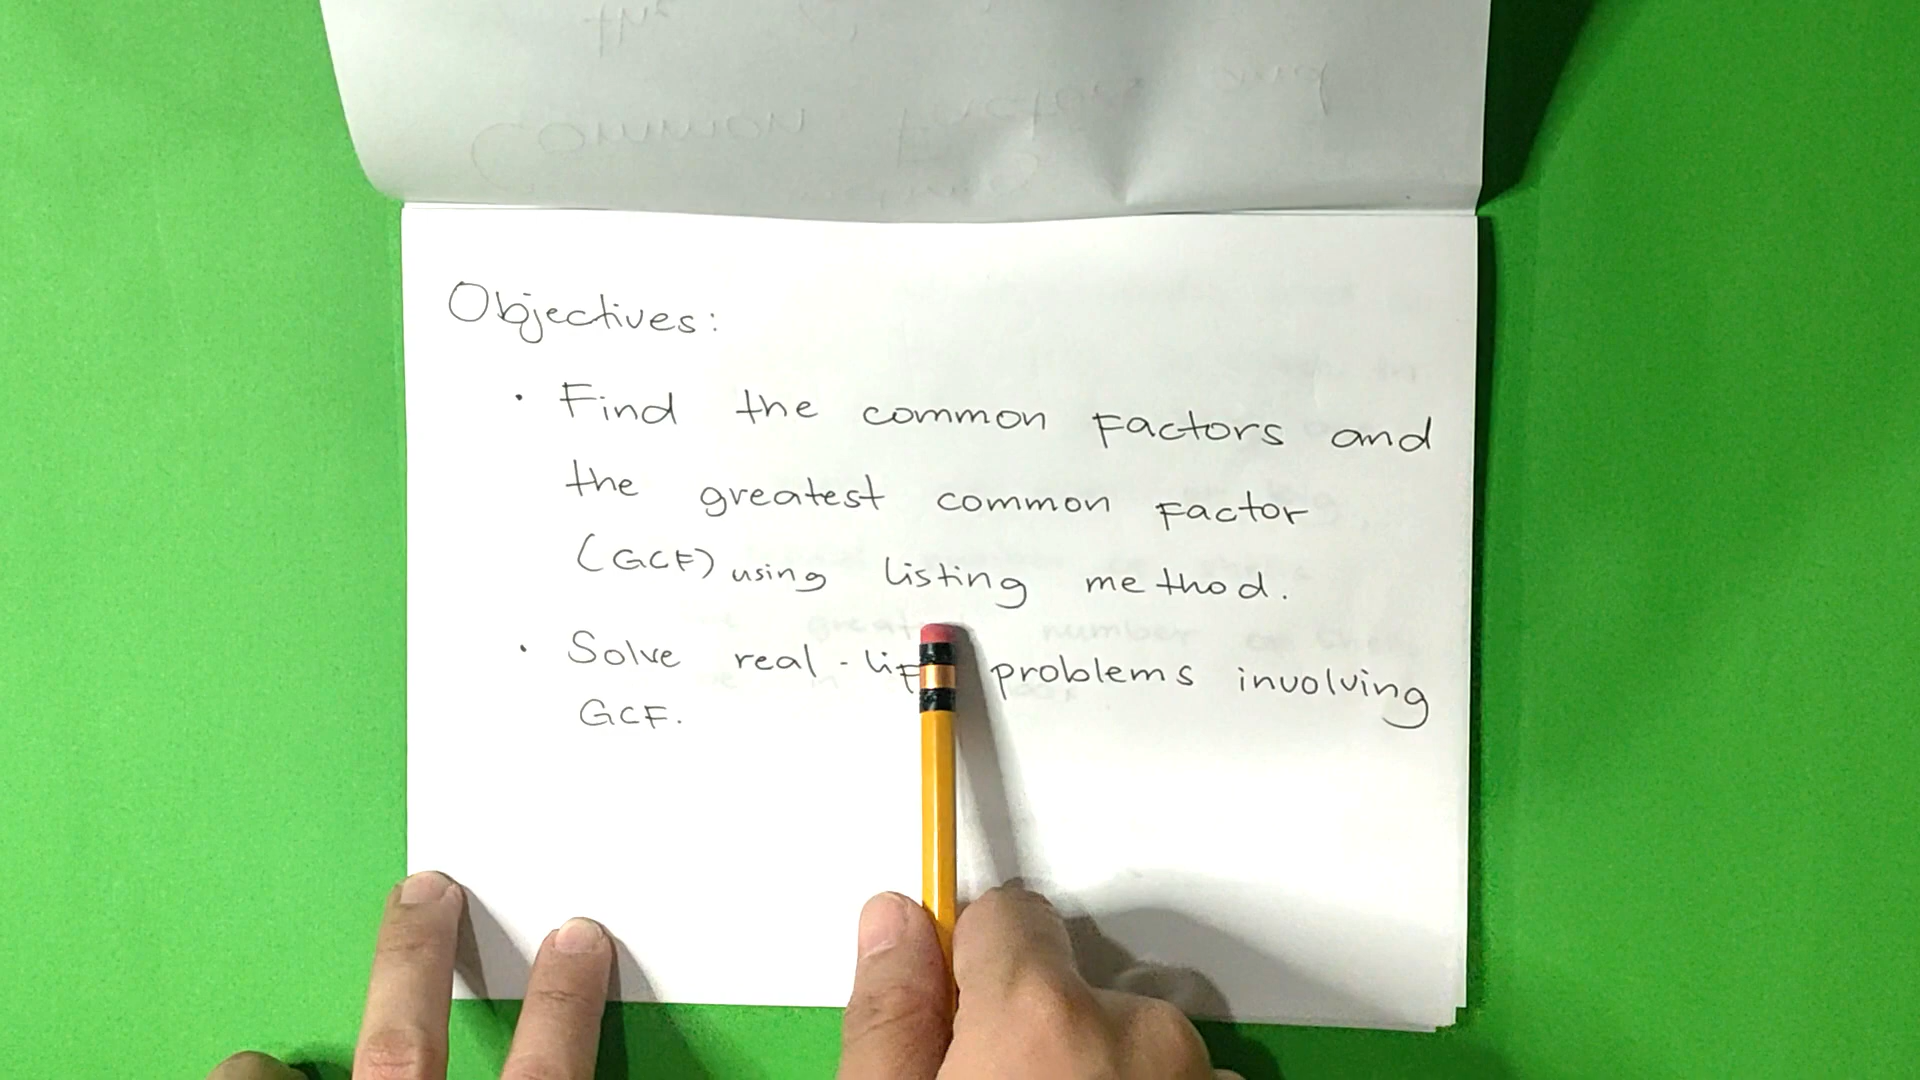 Objectives:
• Find the common factors and
the greatest common factor
(GCF) using listing method.
• Solve real-life problems involving
GCF.